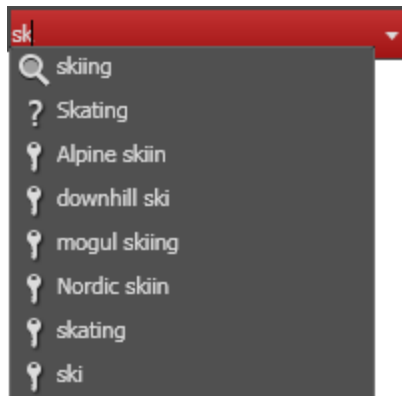 sk
skiing
? Skating
Alpine skiin
downhill ski
mogul skiing
Nordic skiin
skating
ski